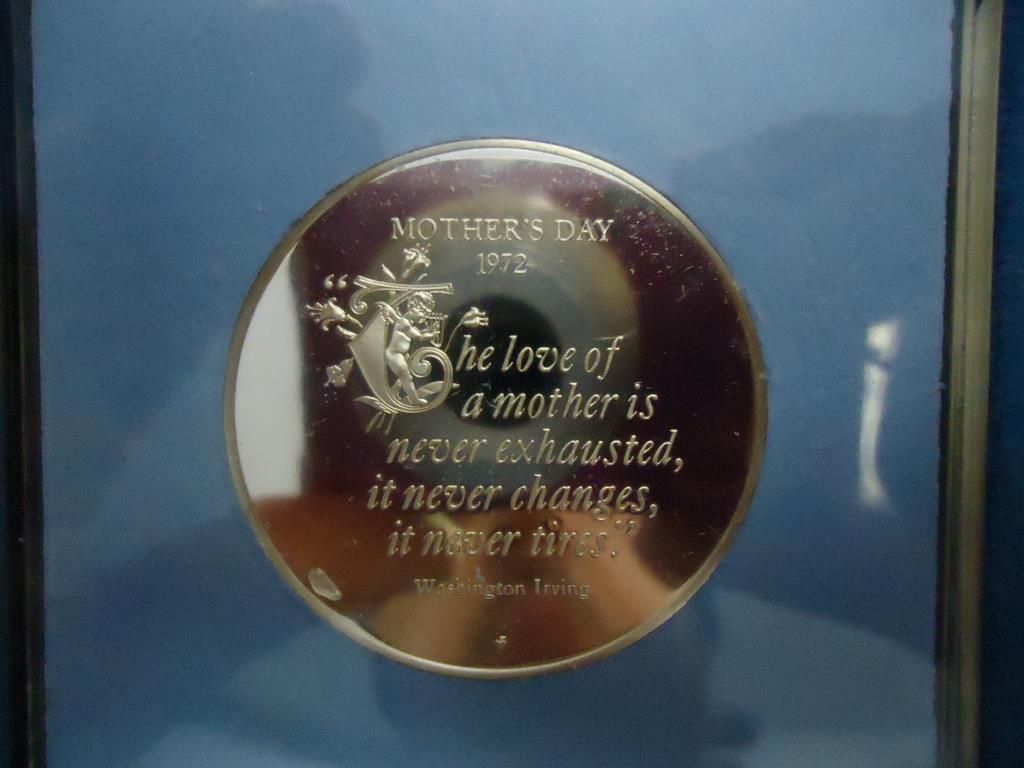 MOTHER'S DAY
1972
"The love of
a mother is
never exhausted,
it never changes,
it never tires."
Washington Irving